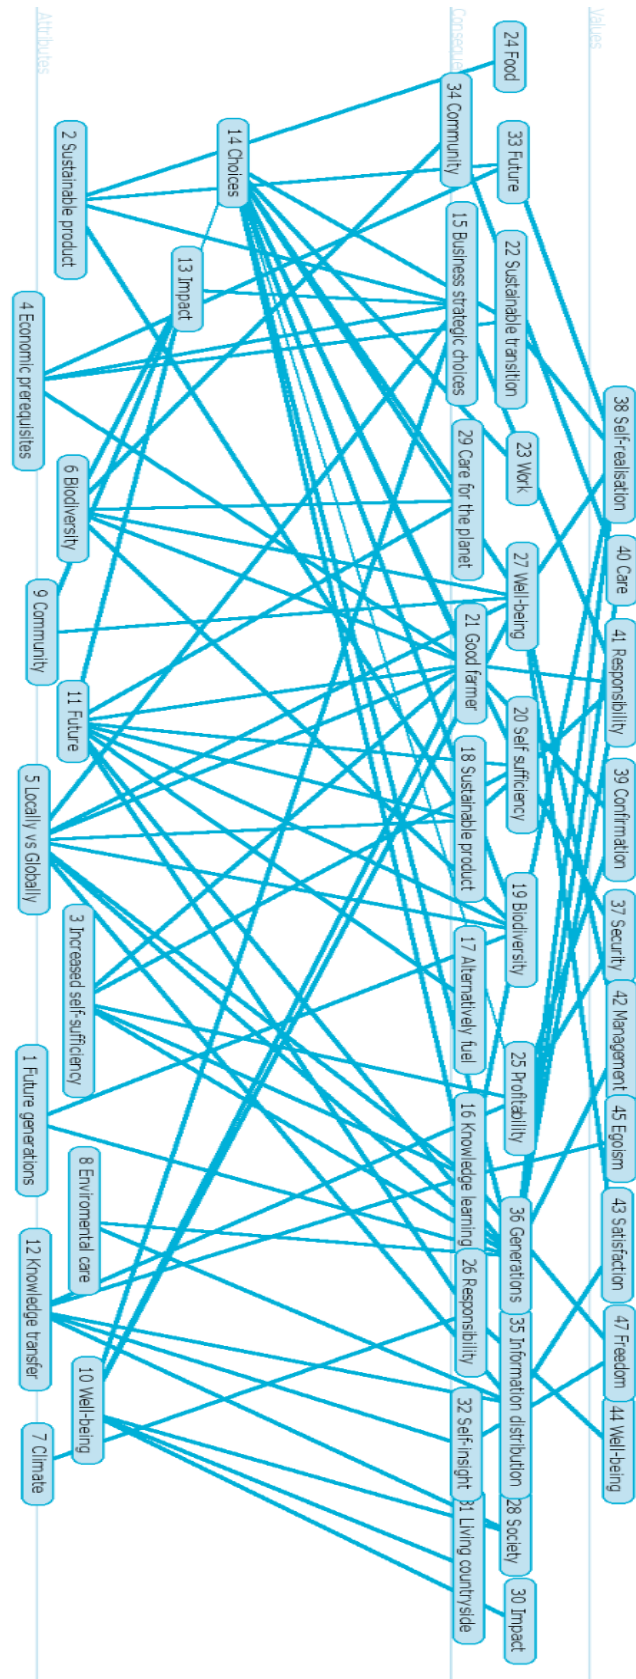 Values
38 Self-realisation
40 Care
41 Responsibility
39 Confirmation
37 Security
42 Management
45 Egoism
43 Satisfaction
47 Freedom
44 Well-being
24 Food
33 Future
22 Sustainable transition
23 Work
27 Well-being
20 Self sufficiency
19 Biodiversity
25 Profitability
36 Generations
35 Information distribution
28 Society
30 Impact
Conseque
34 Community
15 Business strategic choices
29 Care for the planet
21 Good farmer
18 Sustainable product
17 Alternatively fuel
16 Knowledge learning
26 Responsibility
32 Self-insight
31 Living countryside
14 Choices
13 Impact
Attributes
2 Sustainable product
4 Economic prerequisites
6 Biodiversity
9 Community
11 Future
5 Locally vs Globally
3 Increased self-sufficiency
1 Future generations
8 Enviromental care
12 Knowledge transfer
10 Well-being
7 Climate